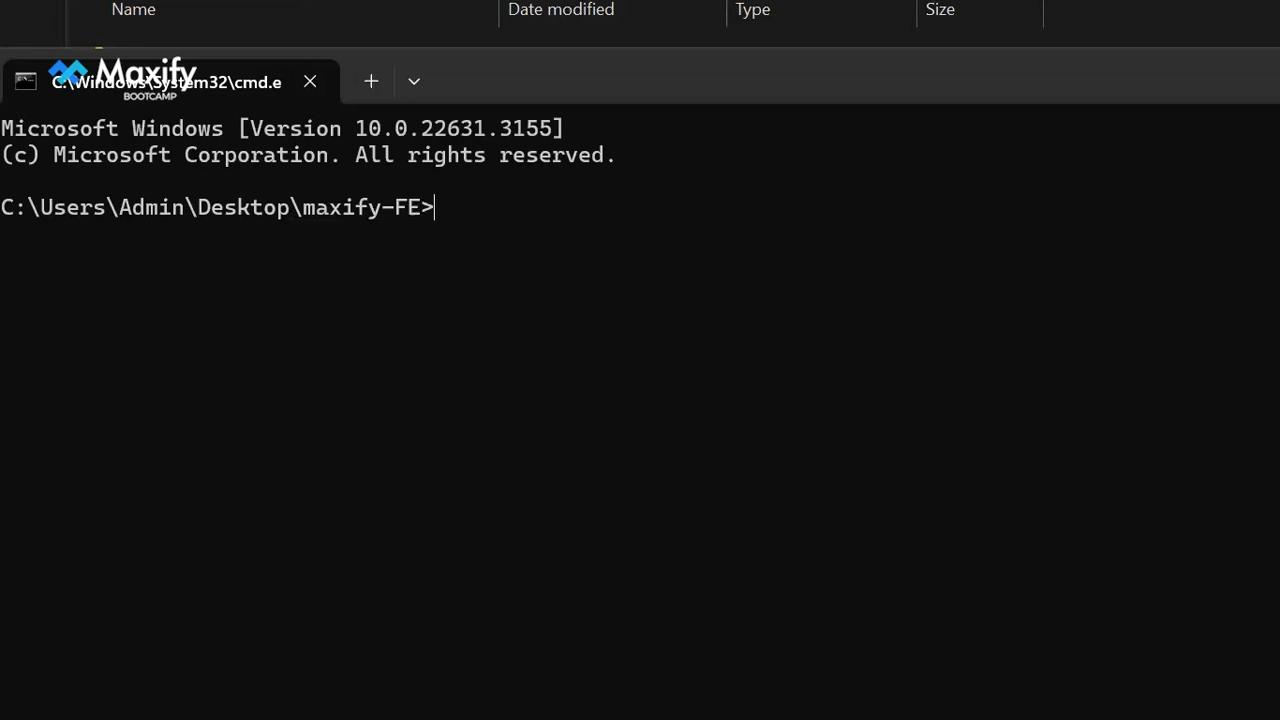 Name Date modified Type Size
Maxify
BOOTCAMP
C:\Windows\System32\cmd.e
Microsoft Windows [Version 10.0.22631.3155]
(c) Microsoft Corporation. All rights reserved.
C:\Users\Admin\Desktop\maxify-FE>